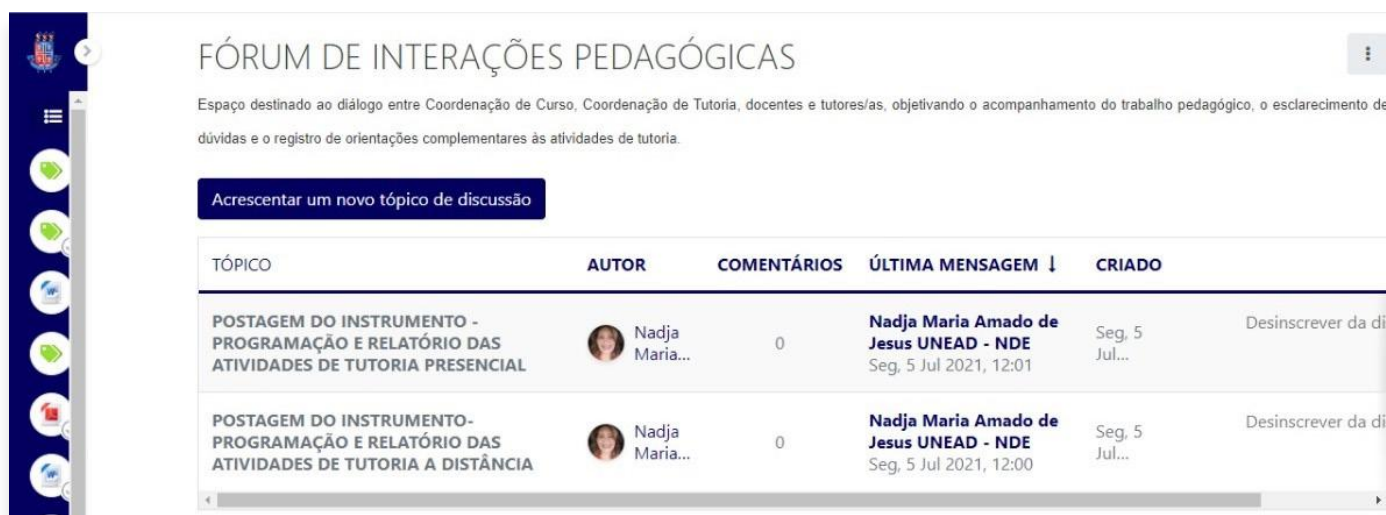 FÓRUM DE INTERAÇÕES PEDAGÓGICAS
Espaço destinado ao diálogo entre Coordenação de Curso, Coordenação de Tutoria, docentes e tutores/as, objetivando o acompanhamento do trabalho pedagógico, o esclarecimento de
dúvidas e o registro de orientações complementares às atividades de tutoria.
Acrescentar um novo tópico de discussão
TÓPICO AUTOR COMENTÁRIOS ÚLTIMA MENSAGEM ↓ CRIADO
POSTAGEM DO INSTRUMENTO -
PROGRAMAÇÃO E RELATÓRIO DAS
ATIVIDADES DE TUTORIA PRESENCIAL
Nadja
Maria...
0
Nadja Maria Amado de
Jesus UNEAD - NDE
Seg, 5 Jul 2021, 12:01
Seg, 5
Jul...
Desinscrever da di
POSTAGEM DO INSTRUMENTO-
PROGRAMAÇÃO E RELATÓRIO DAS
ATIVIDADES DE TUTORIA A DISTÂNCIA
Nadja
Maria...
0
Nadja Maria Amado de
Jesus UNEAD - NDE
Seg, 5 Jul 2021, 12:00
Seg, 5
Jul...
Desinscrever da di